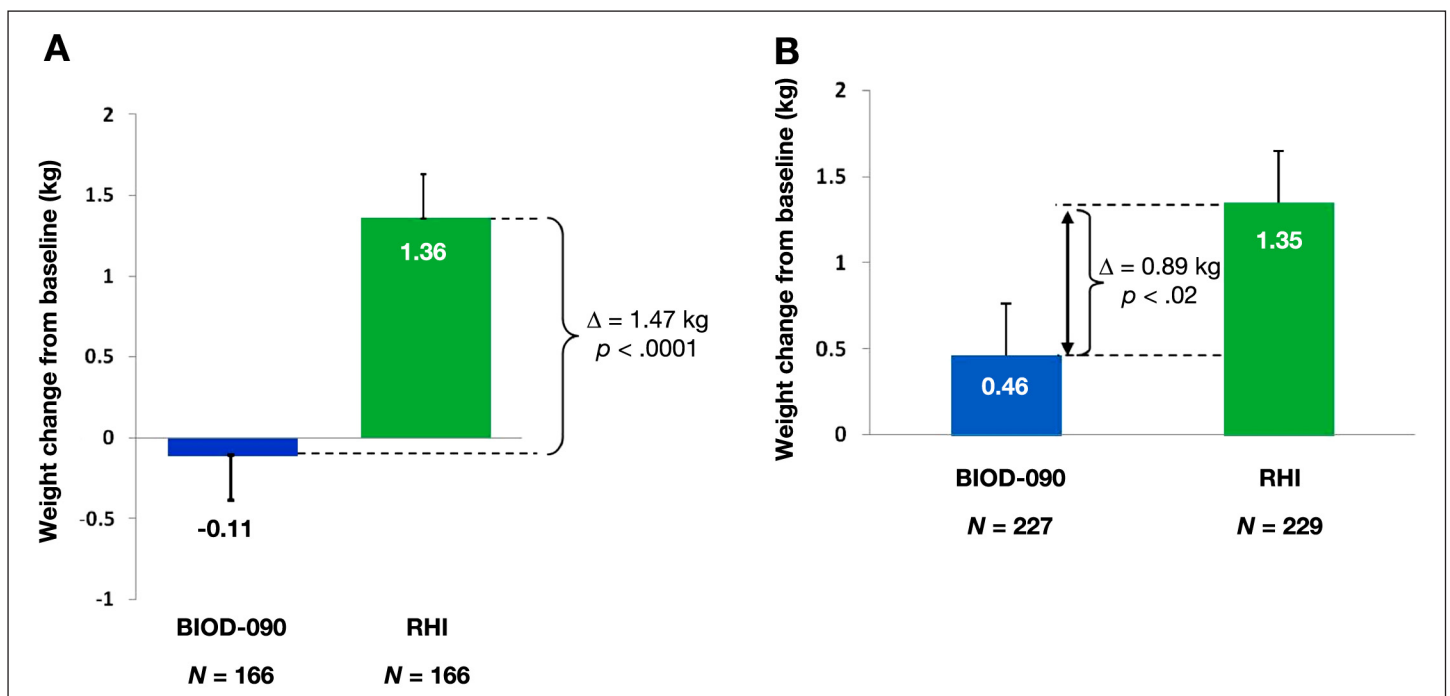 A
Weight change from baseline (kg)
2
1.5
1
0.5
0
-0.5
-1
1.36
-0.11
Δ = 1.47 kg
p < .0001
BIOD-090 RHI
N = 166 N = 166
B
Weight change from baseline (kg)
2
1.5
1
0.5
0
0.46
1.35
Δ = 0.89 kg
p < .02
BIOD-090 RHI
N = 227 N = 229